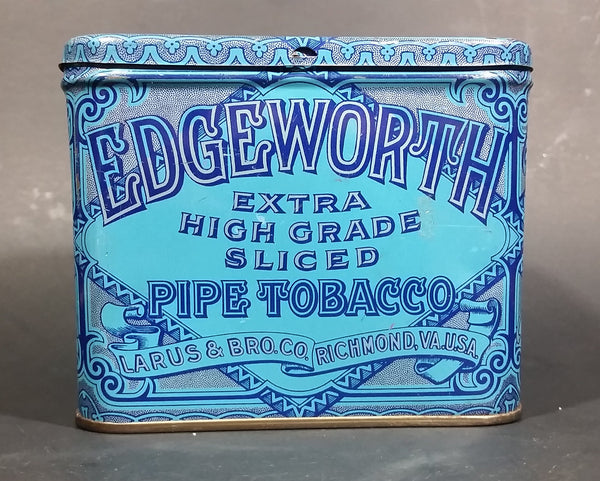 EDGEWORTH
EXTRA
HIGH GRADE
SLICED
PIPE TOBACCO
LARUS & BRO. CO. RICHMOND, VA. U.S.A.